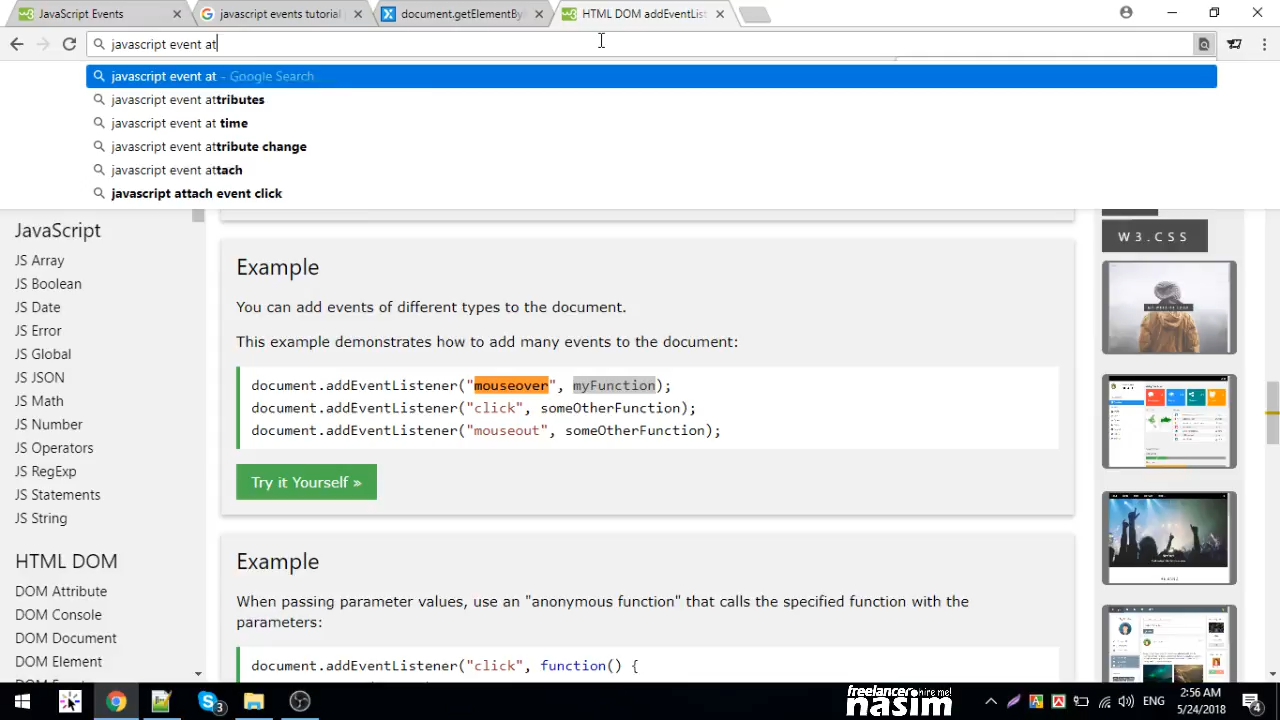 JavaScript Events
javascript events tutorial
document.getElementBy
HTML DOM addEventList
javascript event at
javascript event at - Google Search
javascript event attributes
javascript event at time
javascript event attribute change
javascript event attach
javascript attach event click
JavaScript
JS Array
JS Boolean
JS Date
JS Error
JS Global
JS JSON
JS Math
JS Number
JS Operators
JS RegExp
JS Statements
JS String
HTML DOM
DOM Attribute
DOM Console
DOM Document
DOM Element
Example
You can add events of different types to the document.
This example demonstrates how to add many events to the document:
document.addEventListener("mouseover", myFunction);
document.addEventListener("click", someOtherFunction);
document.addEventListener("mouseout", someOtherFunction);
Try it Yourself »
Example
When passing parameter values, use an "anonymous function" that calls the specified function with the
parameters:
document.addEventListener("click", function() {
W3.CSS
3
freelancers hire me!
nasim
ENG
2:56 AM
5/24/2018
4